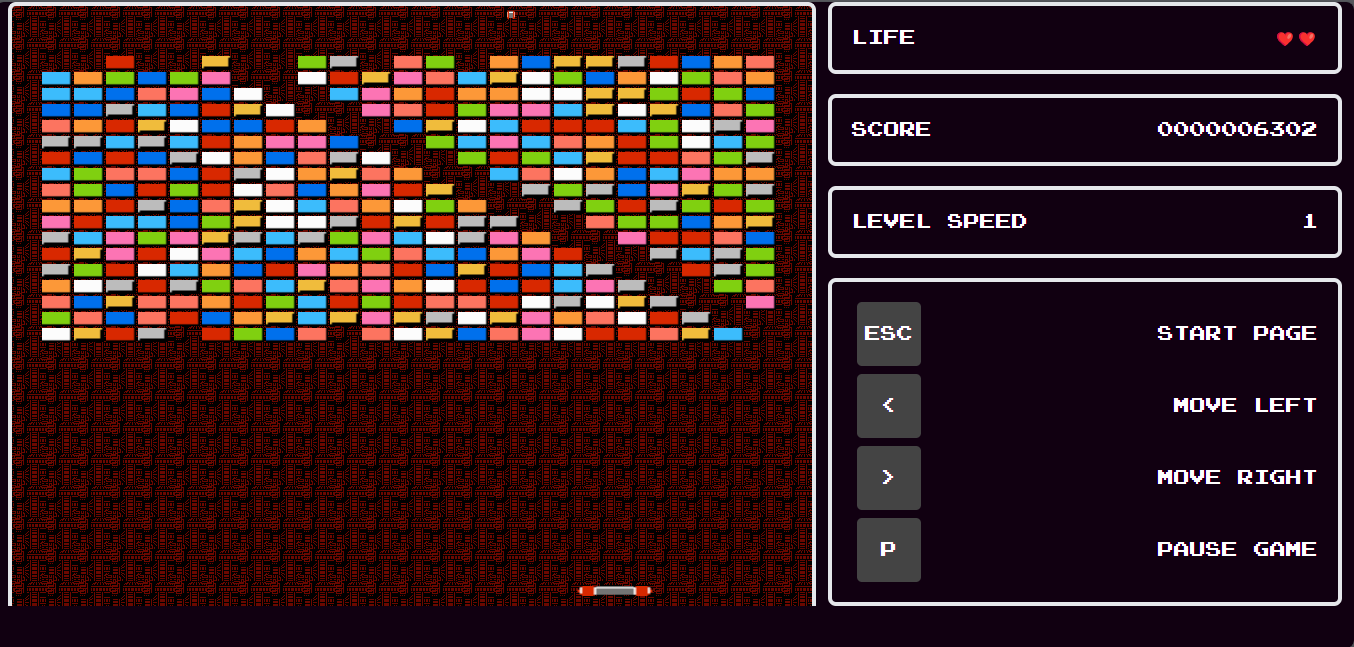 LIFE
SCORE 0000006302
LEVEL SPEED 1
ESC START PAGE
< MOVE LEFT
> MOVE RIGHT
P PAUSE GAME